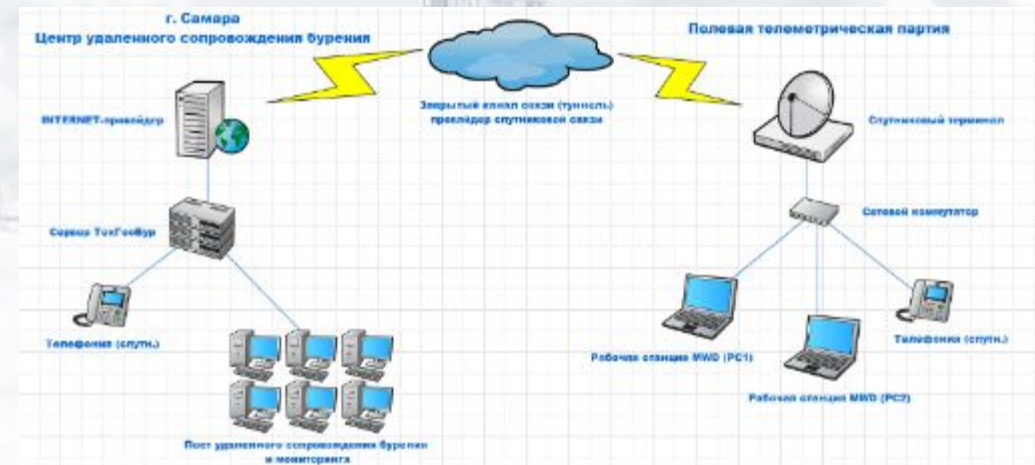 г. Самара
Центр удаленного сопровождения бурения
Полевая телеметрическая партия
Закрытый канал связи (туннель)
провайдер спутниковой связи
INTERNET-провайдер
Спутниковый терминал
Сервер ТехГеоБур
Сетевой коммутатор
Телефония (спутн.)
Телефония (спутн.)
Рабочая станция MWD (PC1)
Рабочая станция MWD (PC2)
Пост удаленного сопровождения бурения
и мониторинга